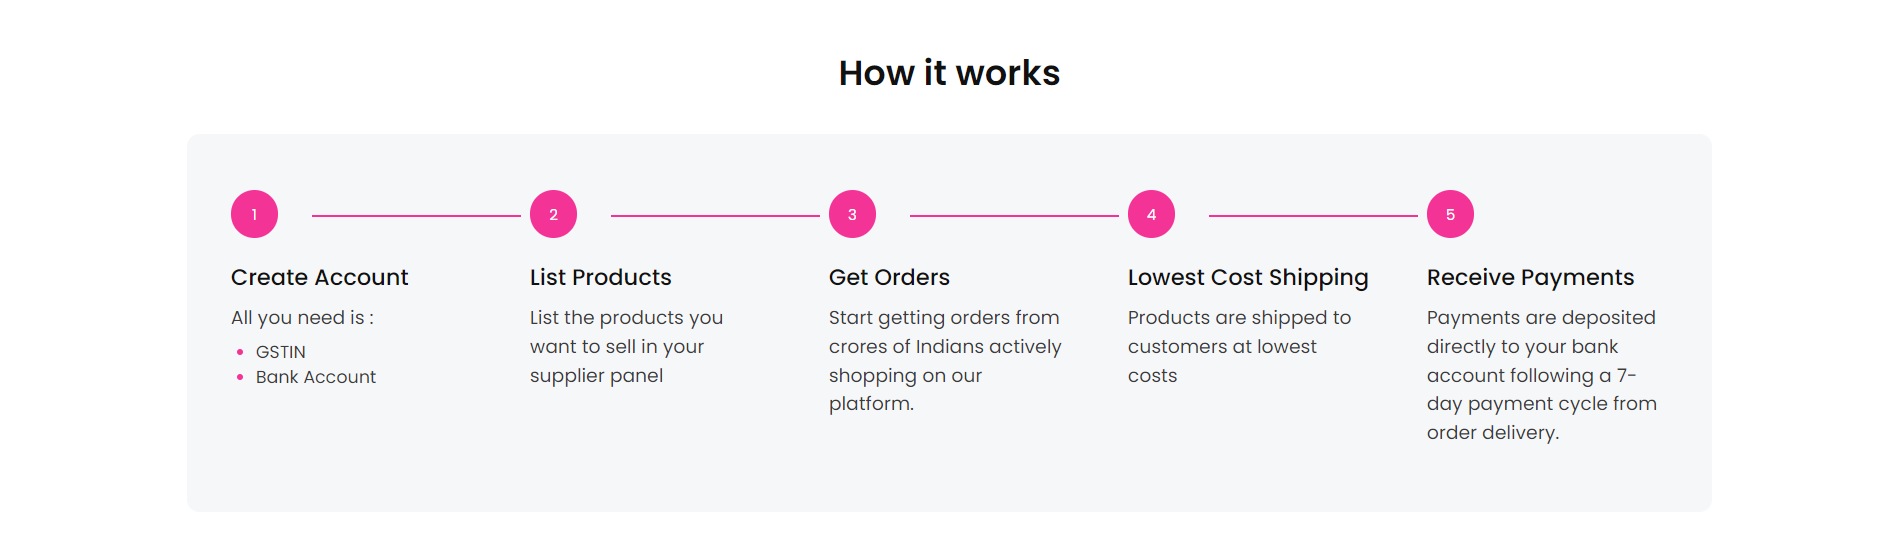 How it works
1
Create Account
All you need is :
GSTIN
Bank Account
2
List Products
List the products you
want to sell in your
supplier panel
3
Get Orders
Start getting orders from
crores of Indians actively
shopping on our
platform.
4
Lowest Cost Shipping
Products are shipped to
customers at lowest
costs
5
Receive Payments
Payments are deposited
directly to your bank
account following a 7-
day payment cycle from
order delivery.